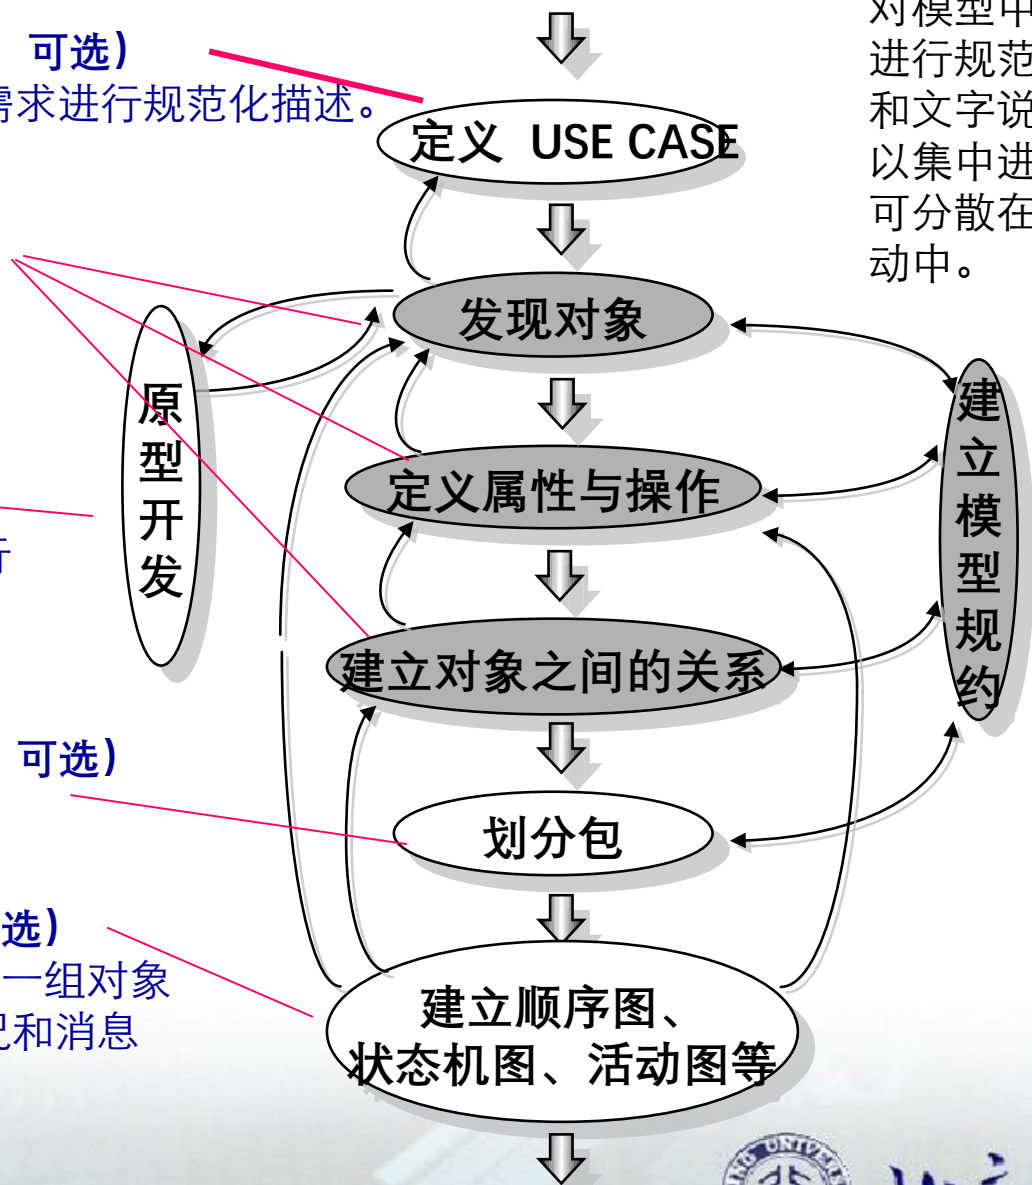 可选)
需求进行规范化描述。
对模型中
进行规范
和文字说
以集中进
可分散在
动中。
定义 USE CASE
发现对象
原型开发
定义属性与操作
建立模型规约
建立对象之间的关系
可选)
划分包
选)
一组对象
和消息
建立顺序图、
状态机图、活动图等